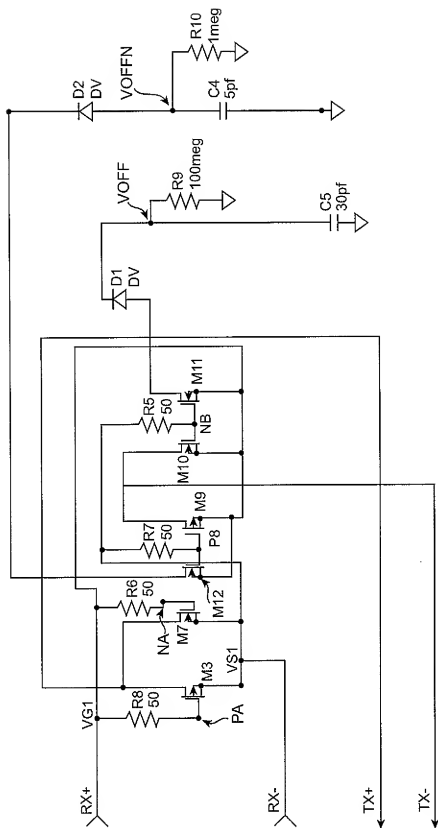 R10
1meg
D2
DV
VOFFN
C4
5pf
VOFF
R9
100meg
D1
DV
C5
30pf
M11
R5
50
NB
M10
M9
R7
50
P8
M12
R6
50
NA
M7
VG1
R8
50
M3
PA
VS1
RX+
RX-
TX+
TX-